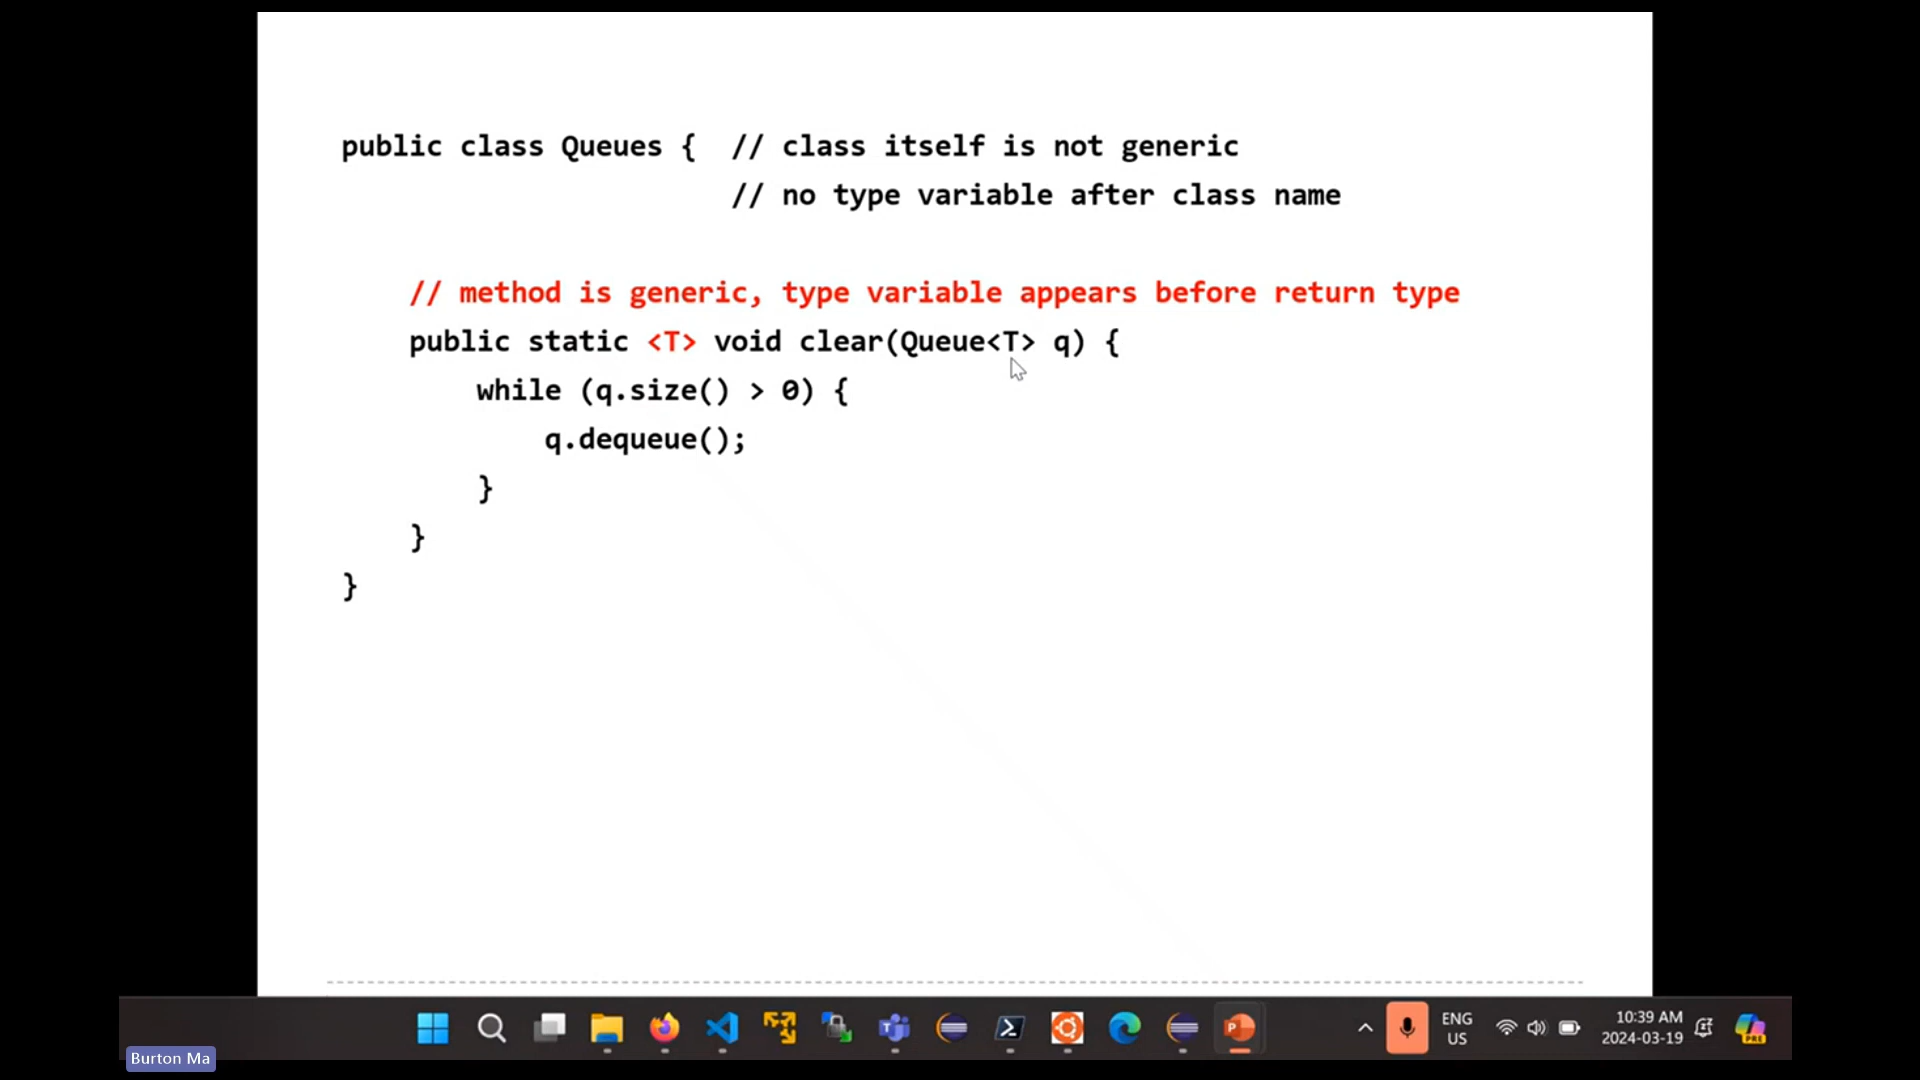 public class Queues {  // class itself is not generic
// no type variable after class name
// method is generic, type variable appears before return type
public static <T> void clear(Queue<T> q) {
while (q.size() > 0) {
q.dequeue();
}
}
}
ENG
US
10:39 AM
2024-03-19
PRE
Burton Ma